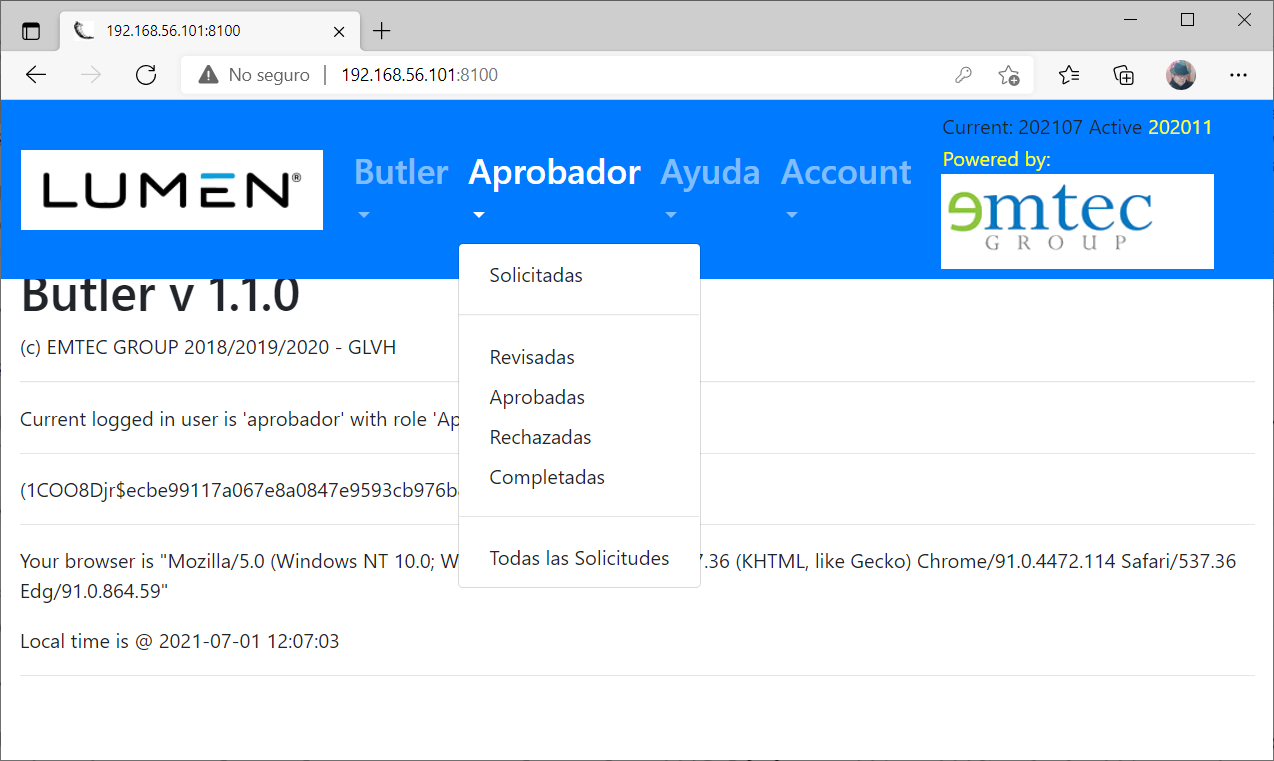 192.168.56.101:8100
No seguro
192.168.56.101:8100
Current: 202107 Active 202011
Powered by:
LUMEN®
Butler Aprobador Ayuda Account
emtec
GROUP
Solicitadas
Revisadas
Aprobadas
Rechazadas
Completadas
Todas las Solicitudes
Butler v 1.1.0
(c) EMTEC GROUP 2018/2019/2020 - GLVH
Current logged in user is 'aprobador' with role
(1COO8Djr$ecbe99117a067e8a0847e9593cb976b
Your browser is "Mozilla/5.0 (Windows NT 10.0; 7.36 (KHTML, like Gecko) Chrome/91.0.4472.114 Safari/537.36
Edg/91.0.864.59"
Local time is @ 2021-07-01 12:07:03